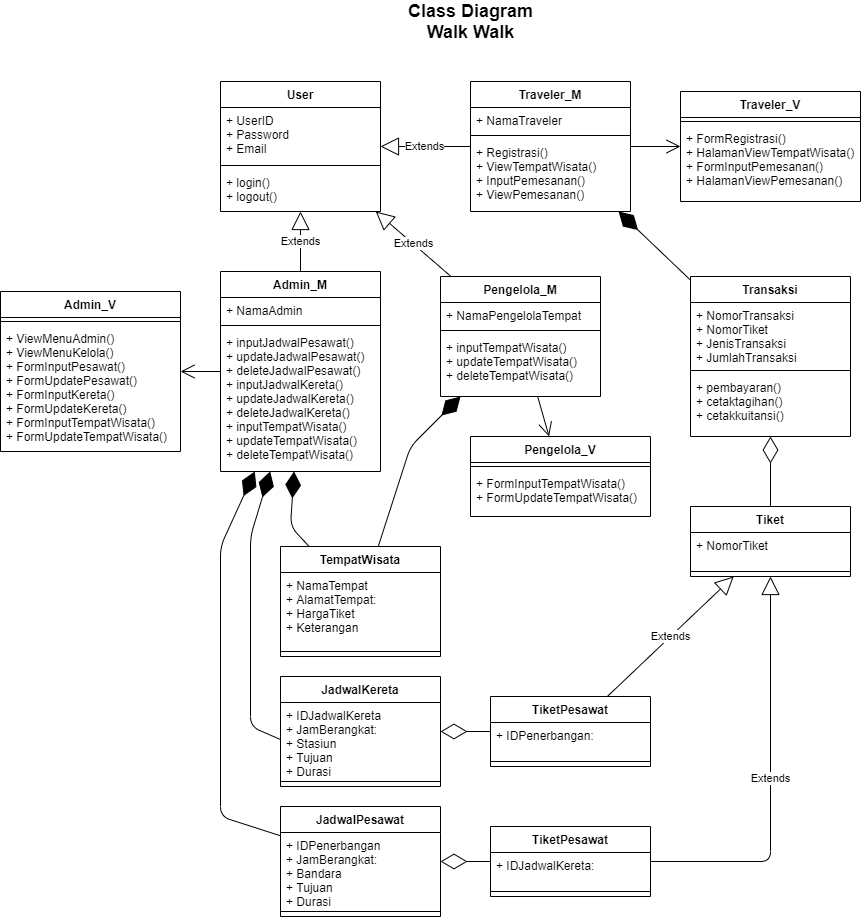 Class Diagram
Walk Walk
User
+ UserID
+ Password
+ Email
+ login()
+ logout()
Extends
Traveler_M
+ NamaTraveler
+ Registrasi()
+ ViewTempatWisata()
+ InputPemesanan()
+ ViewPemesanan()
Traveler_V
+ FormRegistrasi()
+ HalamanViewTempatWisata()
+ FormInputPemesanan()
+ HalamanViewPemesanan()
Extends
Extends
Admin_V
+ ViewMenuAdmin()
+ ViewMenuKelola()
+ FormInputPesawat()
+ FormUpdatePesawat()
+ FormInputKereta()
+ FormUpdateKereta()
+ FormInputTempatWisata()
+ FormUpdateTempatWisata()
Admin_M
+ NamaAdmin
+ inputJadwalPesawat()
+ updateJadwalPesawat()
+ deleteJadwalPesawat()
+ inputJadwalKereta()
+ updateJadwalKereta()
+ deleteJadwalKereta()
+ inputTempatWisata()
+ updateTempatWisata()
+ deleteTempatWisata()
Pengelola_M
+ NamaPengelolaTempat
+ inputTempatWisata()
+ updateTempatWisata()
+ deleteTempatWisata()
Transaksi
+ NomorTransaksi
+ NomorTiket
+ JenisTransaksi
+ JumlahTransaksi
+ pembayaran()
+ cetaktagihan()
+ cetakkuitansi()
Pengelola_V
+ FormInputTempatWisata()
+ FormUpdateTempatWisata()
Tiket
+ NomorTiket
TempatWisata
+ NamaTempat
+ AlamatTempat:
+ HargaTiket
+ Keterangan
Extends
JadwalKereta
+ IDJadwalKereta
+ JamBerangkat:
+ Stasiun
+ Tujuan
+ Durasi
TiketPesawat
+ IDPenerbangan:
Extends
JadwalPesawat
+ IDPenerbangan
+ JamBerangkat:
+ Bandara
+ Tujuan
+ Durasi
TiketPesawat
+ IDJadwalKereta: